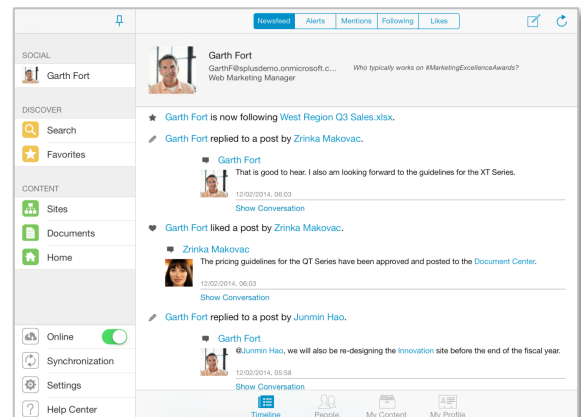 Newsfeed Alerts Mentions Following Likes
SOCIAL
Garth Fort
DISCOVER
Search
Favorites
CONTENT
Sites
Documents
Home
Online
Synchronization
Settings
Help Center
Garth Fort
GarthF@splusdemo.onmicrosoft.c...
Web Marketing Manager
Who typically works on #MarketingExcellenceAwards?
Garth Fort is now following West Region Q3 Sales.xlsx.
Garth Fort replied to a post by Zrinka Makovac.
Garth Fort
That is good to hear. I also am looking forward to the guidelines for the XT Series.
12/02/2014, 06:03
Show Conversation
Garth Fort liked a post by Zrinka Makovac.
Zrinka Makovac
The pricing guidelines for the QT Series have been approved and posted to the Document Center.
12/02/2014, 06:03
Show Conversation
Garth Fort replied to a post by Junmin Hao.
Garth Fort
@Junmin Hao, we will also be re-designing the Innovation site before the end of the fiscal year.
12/02/2014, 05:58
Show Conversation
Timeline People My Content My Profile